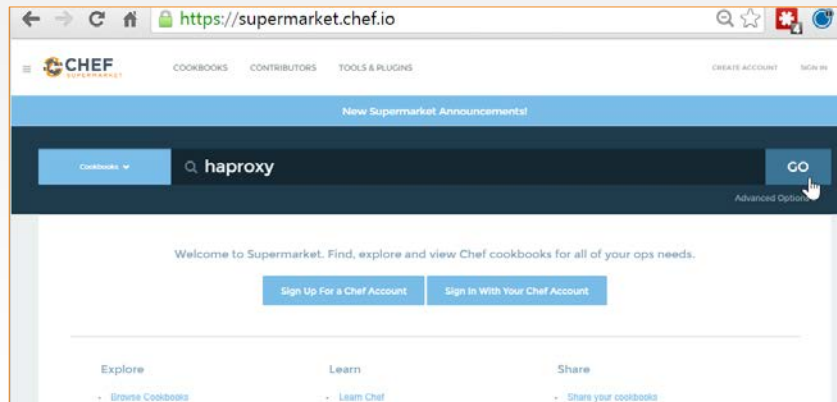 https://supermarket.chef.io
4
CHEF
SUPERMARKET
COOKBOOKS CONTRIBUTORS TOOLS & PLUGINS
CREATE ACCOUNT SIGN IN
New Supermarket Announcements!
Cookbooks haproxy GO
Advanced Options
Welcome to Supermarket. Find, explore and view Chef cookbooks for all of your ops needs.
Sign Up For a Chef Account Sign In With Your Chef Account
Explore Learn Share
- Browse Cookbooks - Learn Chef - Share your cookbooks